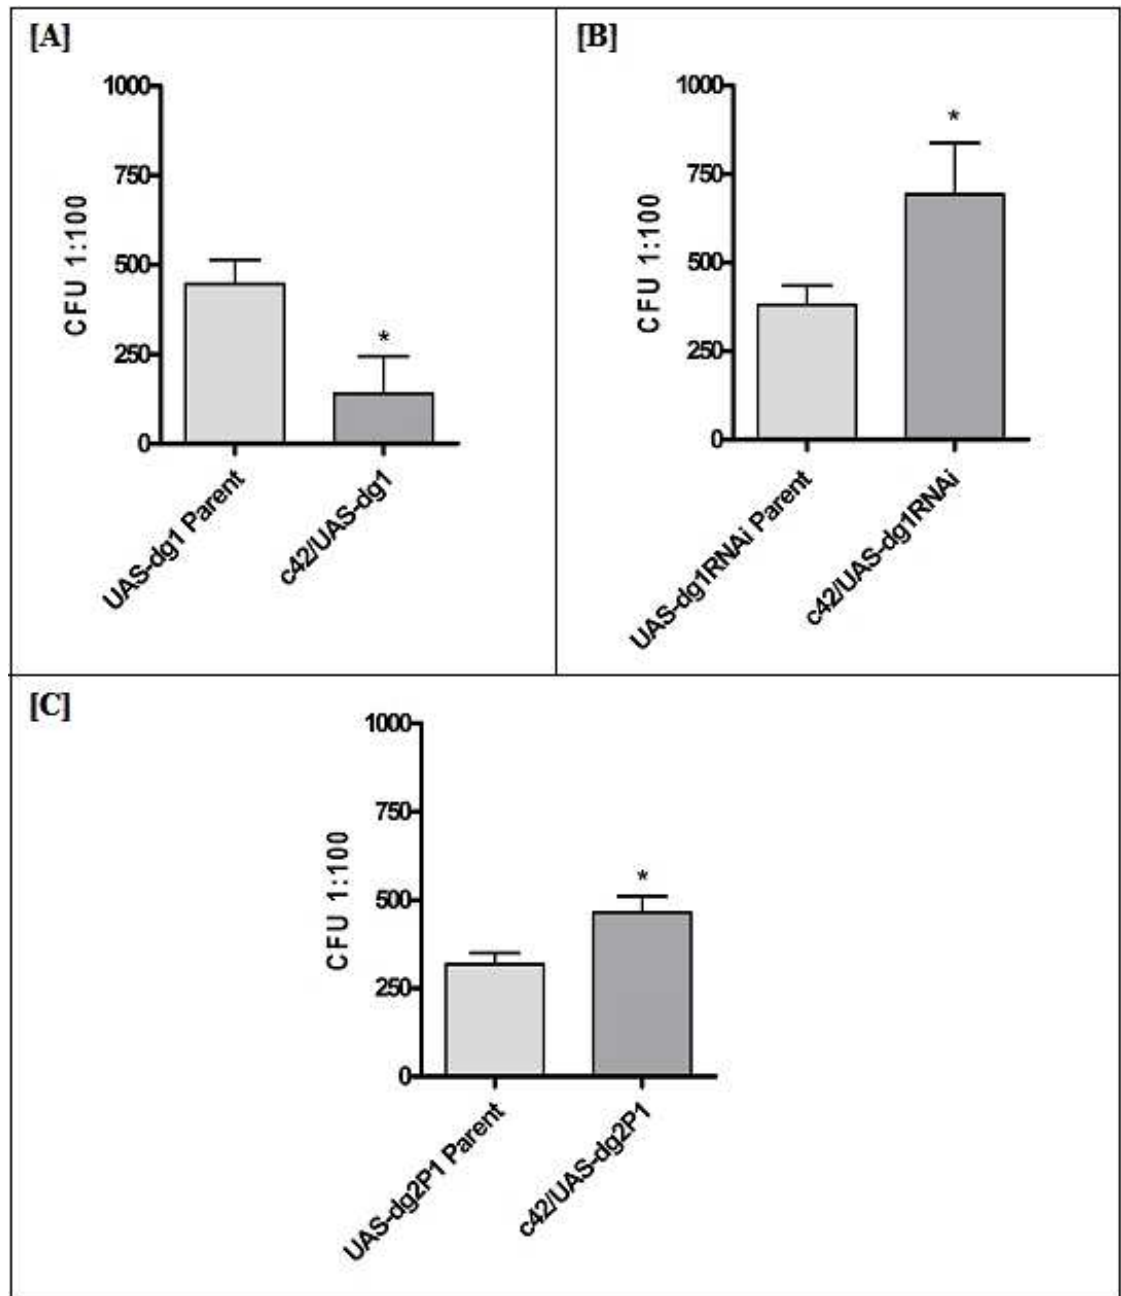 [A]
1000
750
500
250
0
CFU 1:100
UAS-dg1 Parent
c42/UAS-dg1
*
[B]
1000
750
500
250
0
CFU 1:100
UAS-dg1RNAi Parent
c42/UAS-dg1RNAi
*
[C]
1000
750
500
250
0
CFU 1:100
UAS-dg2P1 Parent
c42/UAS-dg2P1
*